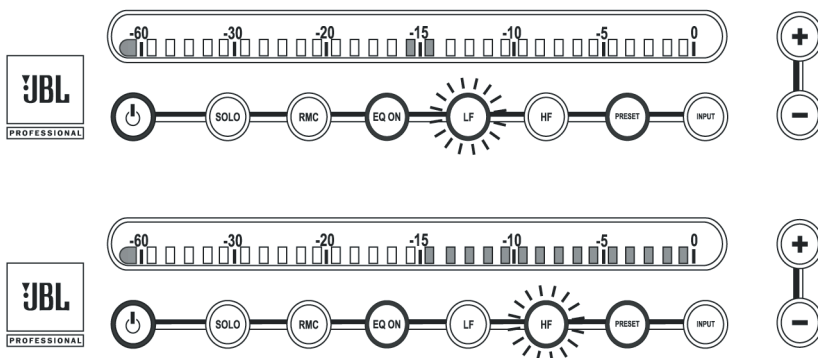 -60 -30 -20 -15 -10 -5 0
JBL
PROFESSIONAL
SOLO RMC EQ ON LF HF PRESET INPUT
+
-
-60 -30 -20 -15 -10 -5 0
JBL
PROFESSIONAL
SOLO RMC EQ ON LF HF PRESET INPUT
+
-